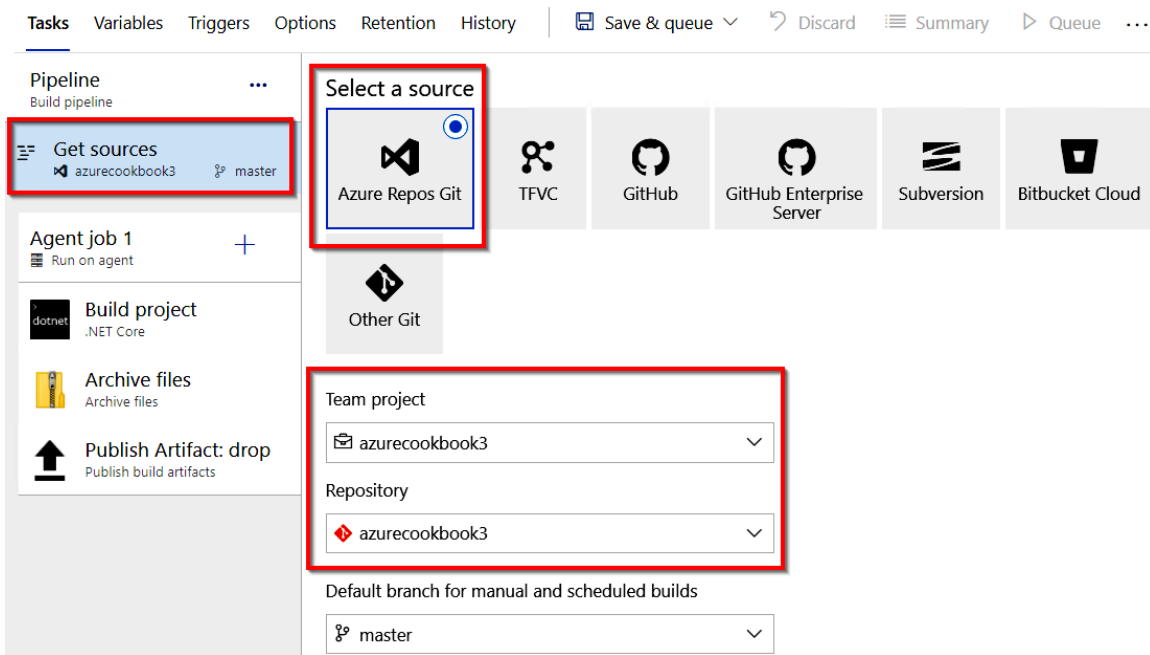 Tasks Variables Triggers Options Retention History Save & queue Discard Summary Queue ...
Pipeline ...
Build pipeline
Get sources
azurecookbook3 master
Agent job 1
Run on agent
dotnet
Build project
.NET Core
Archive files
Archive files
Publish Artifact: drop
Publish build artifacts
Select a source
Azure Repos Git
TFVC
GitHub
GitHub Enterprise
Server
Subversion
Bitbucket Cloud
Other Git
Team project
azurecookbook3
Repository
azurecookbook3
Default branch for manual and scheduled builds
master